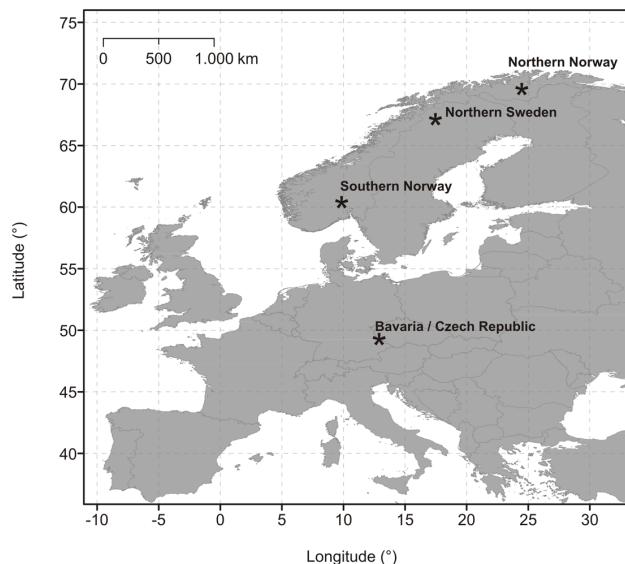 75
0 500 1.000 km
Northern Norway
70
* Northern Sweden
65
Southern Norway
60
Latitude (°)
55
Bavaria / Czech Republic
50
45
40
-10 -5 0 5 10 15 20 25 30
Longitude (°)